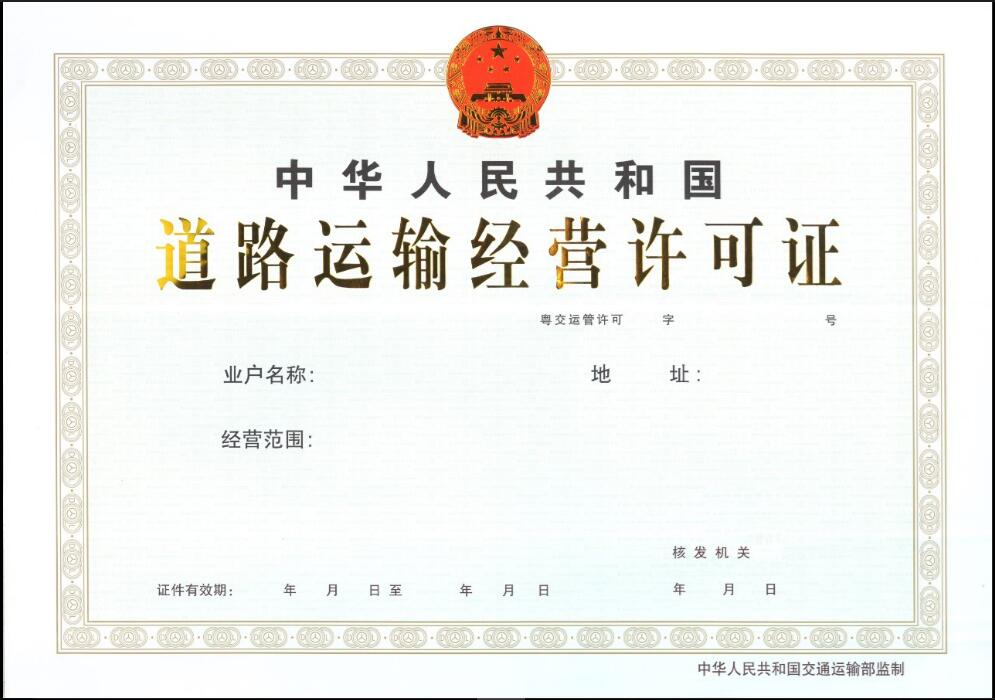 中华人民共和国
道路运输经营许可证
粤交运管许可 字 号
业户名称: 地 址:
经营范围:
核发机关
证件有效期: 年 月 日至 年 月 日 年 月 日
中华人民共和国交通运输部监制